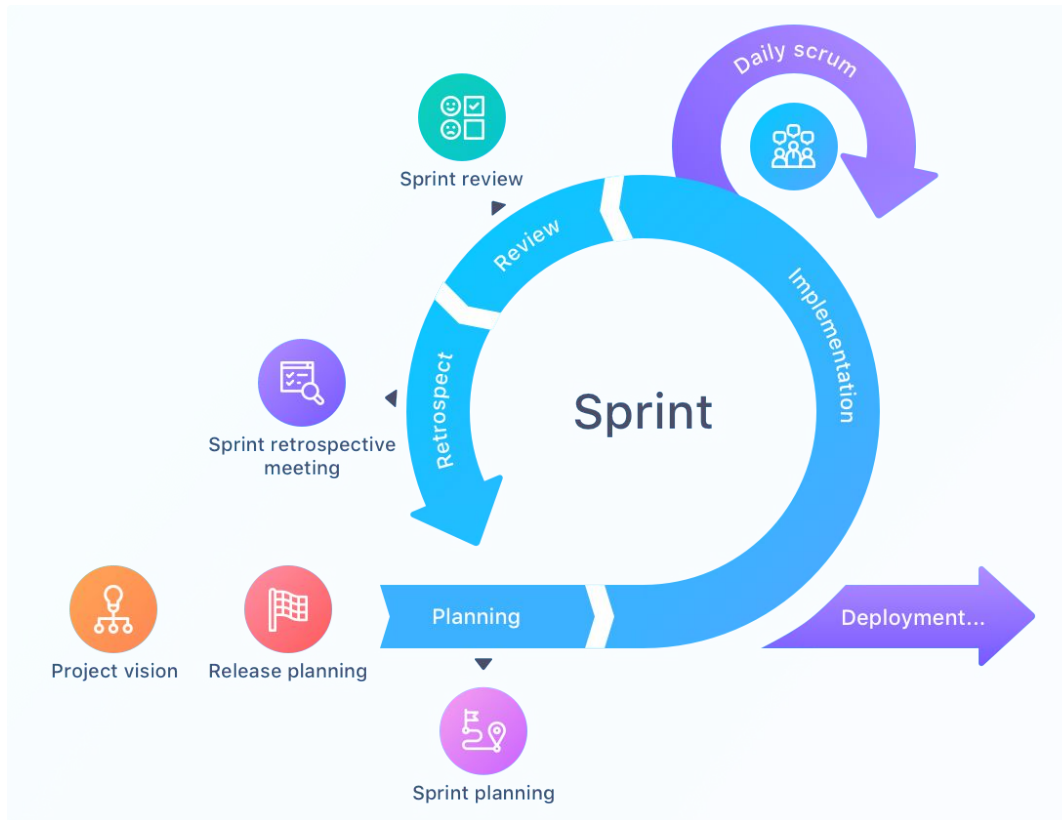 Daily scrum
Sprint review
Review
Implementation
Retrospect
Sprint
Sprint retrospective
meeting
Planning
Deployment...
Project vision
Release planning
Sprint planning